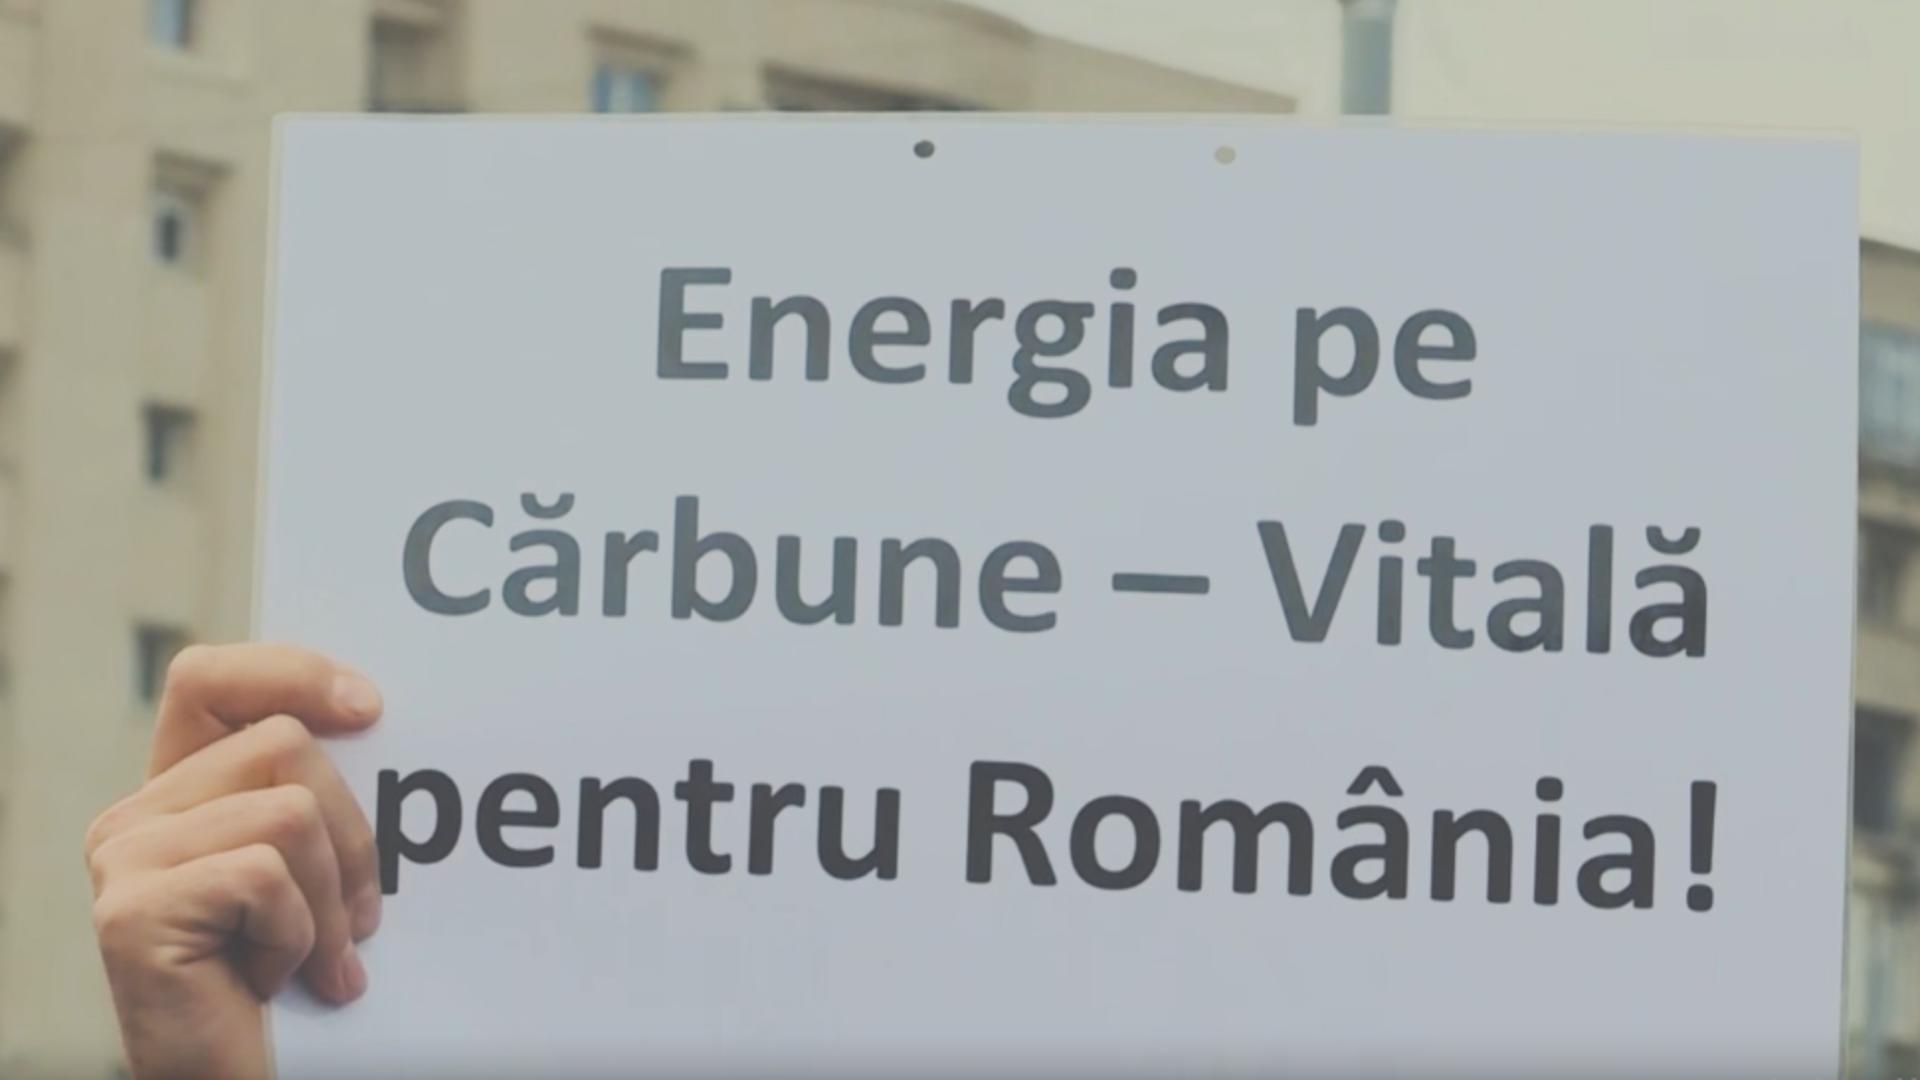 Energia pe
Cărbune – Vitală
pentru România!